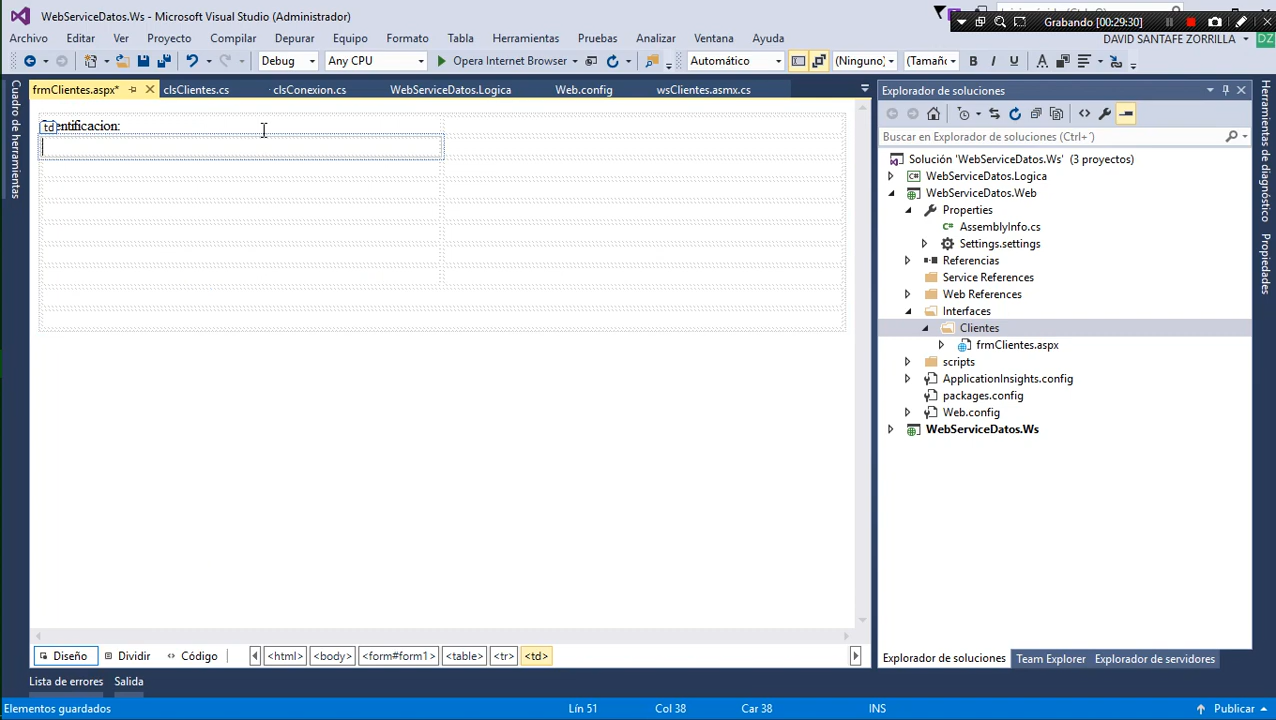 WebServiceDatos.Ws - Microsoft Visual Studio (Administrador)
Grabando [00:29:30]
Archivo Editar Ver Proyecto Compilar Depurar Equipo Formato Tabla Herramientas Pruebas Analizar Ventana Ayuda
DAVID SANTAFE ZORRILLA DZ
Debug Any CPU Opera Internet Browser Automático (Ninguno) (Tamañ B I U A
frmClientes.aspx* clsClientes.cs clsConexion.cs WebServiceDatos.Logica Web.config wsClientes.asmx.cs
Explorador de soluciones
Cuadro de herramientas
td entificacion:
Buscar en Explorador de soluciones (Ctrl+´)
Solución 'WebServiceDatos.Ws' (3 proyectos)
C# WebServiceDatos.Logica
WebServiceDatos.Web
Properties
C# AssemblyInfo.cs
Settings.settings
Referencias
Service References
Web References
Interfaces
Clientes
frmClientes.aspx
scripts
ApplicationInsights.config
packages.config
Web.config
WebServiceDatos.Ws
Herramientas de diagnóstico
Propiedades
Diseño Dividir Código <html> <body> <form#form1> <table> <tr> <td>
Explorador de soluciones Team Explorer Explorador de servidores
Lista de errores Salida
Elementos guardados Lín 51 Col 38 Car 38 INS Publicar